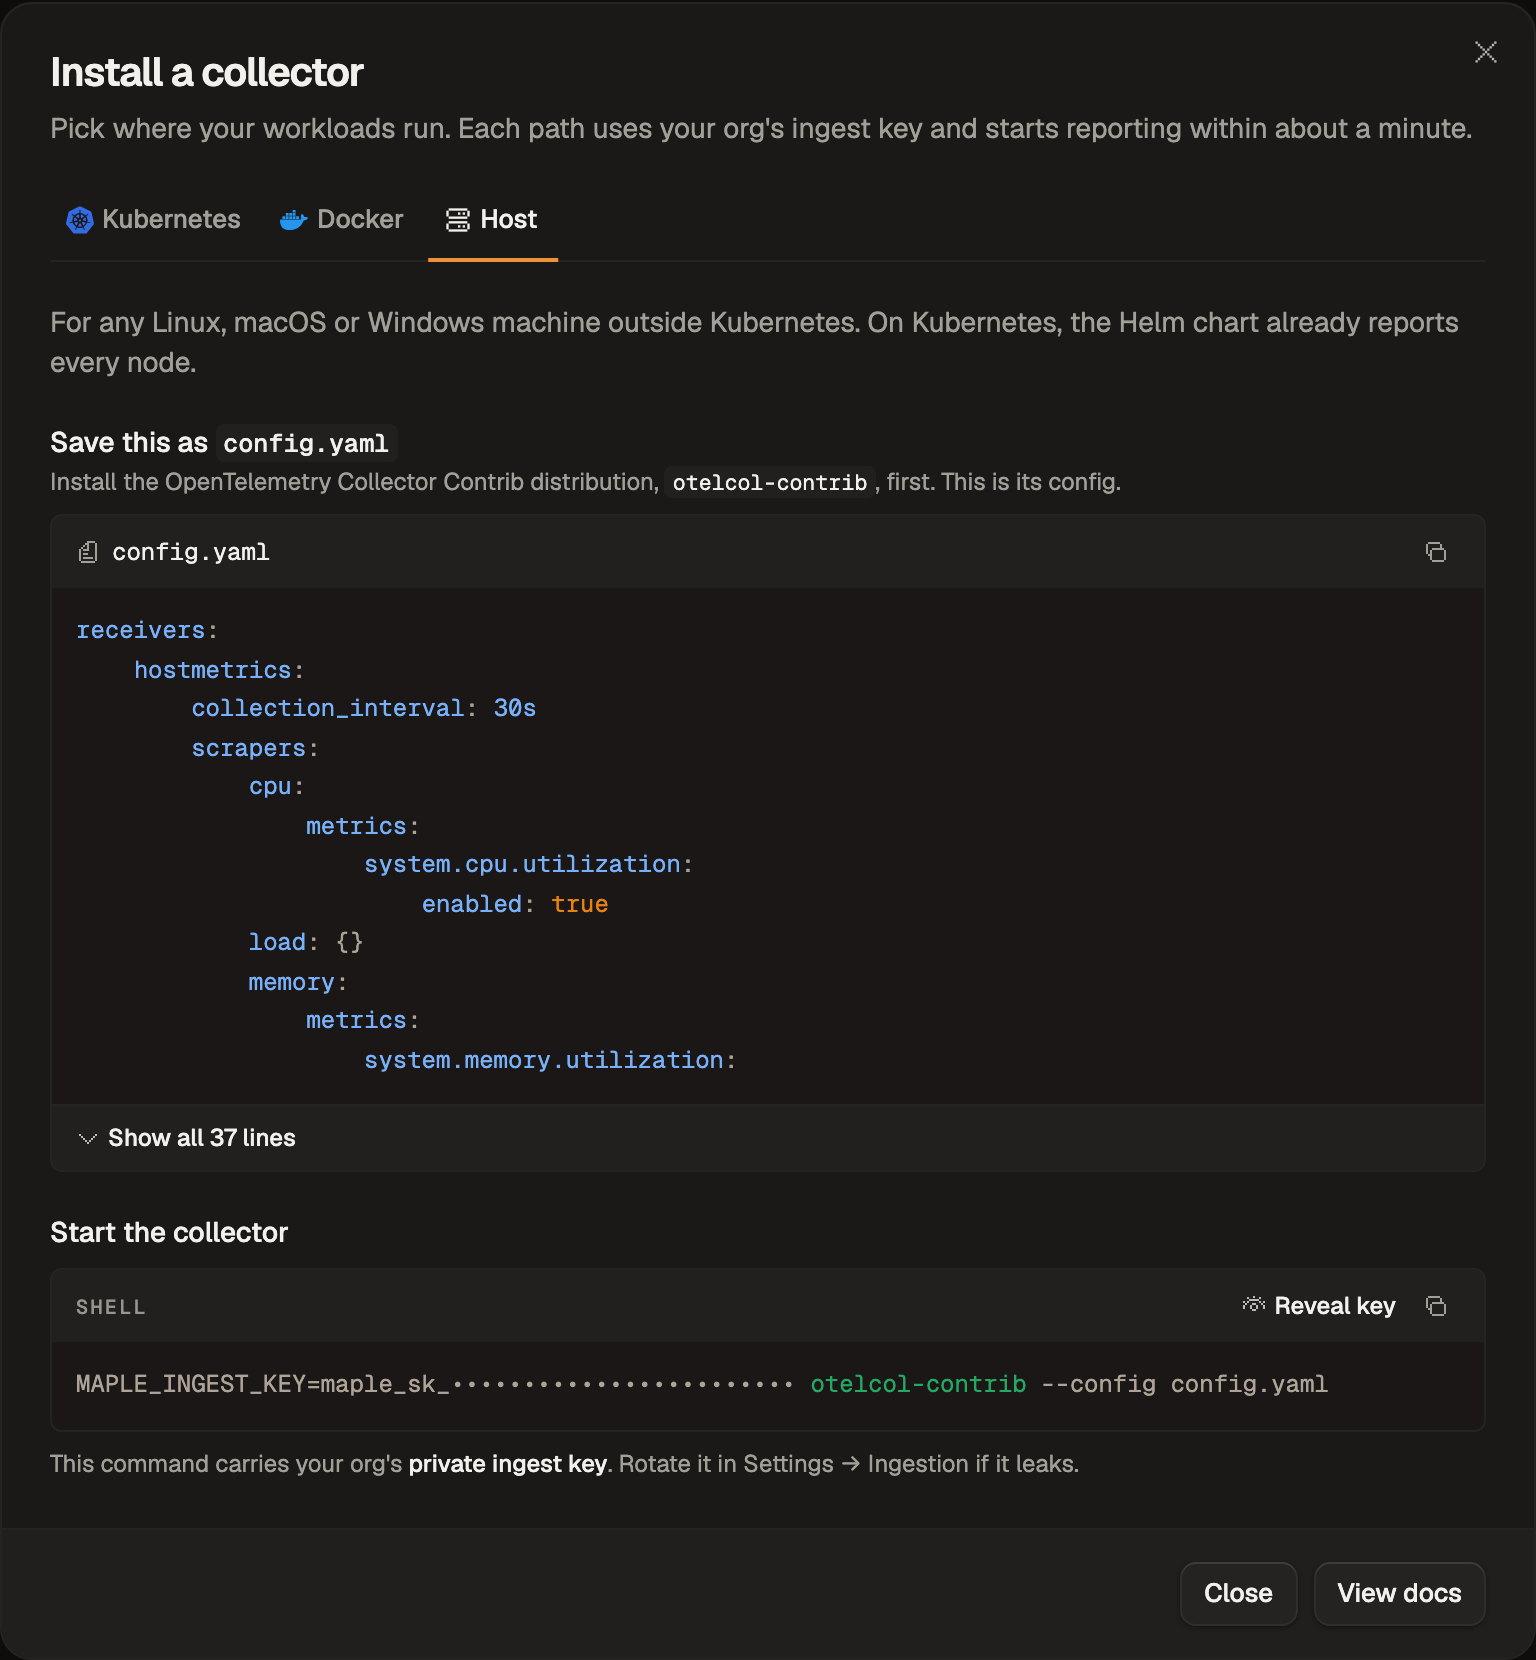 Install a collector
Pick where your workloads run. Each path uses your org's ingest key and starts reporting within about a minute.
Kubernetes Docker Host
For any Linux, macOS or Windows machine outside Kubernetes. On Kubernetes, the Helm chart already reports
every node.
Save this as config.yaml
Install the OpenTelemetry Collector Contrib distribution, otelcol-contrib, first. This is its config.
config.yaml
receivers:
    hostmetrics:
        collection_interval: 30s
        scrapers:
            cpu:
                metrics:
                    system.cpu.utilization:
                        enabled: true
            load: {}
            memory:
                metrics:
                    system.memory.utilization:
Show all 37 lines
Start the collector
SHELL Reveal key
MAPLE_INGEST_KEY=maple_sk_•••••••••••••••••••••••• otelcol-contrib --config config.yaml
This command carries your org's private ingest key. Rotate it in Settings → Ingestion if it leaks.
Close View docs